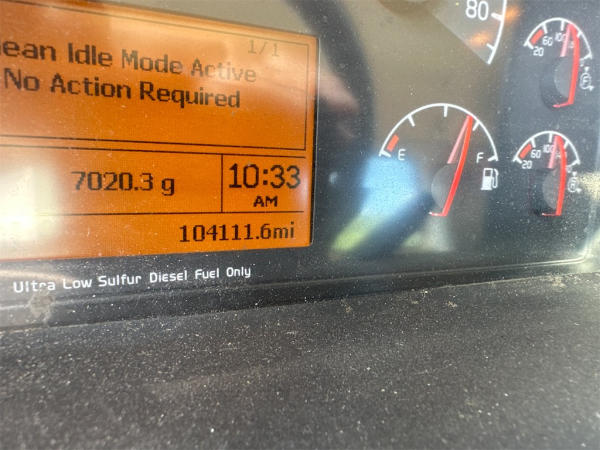 1/1
ean Idle Mode Active
No Action Required
7020.3 g
10:33
AM
104111.6mi
Ultra Low Sulfur Diesel Fuel Only
80
E
F
20
60
100
20
60